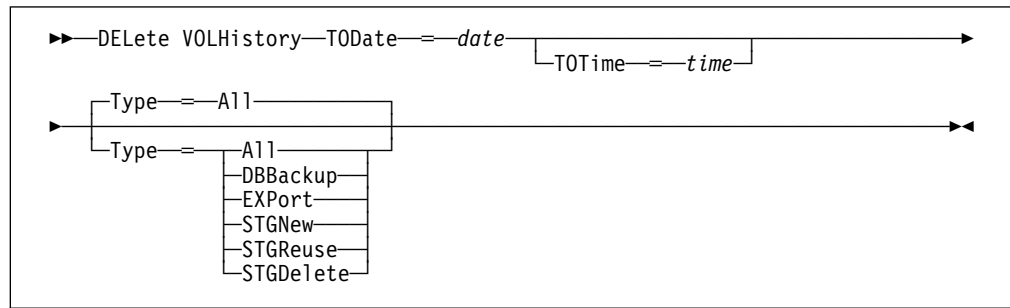 DELete VOLHistory TODate = date
TOTime = time
Type = All
Type = All
DBBackup
EXPort
STGNew
STGReuse
STGDelete